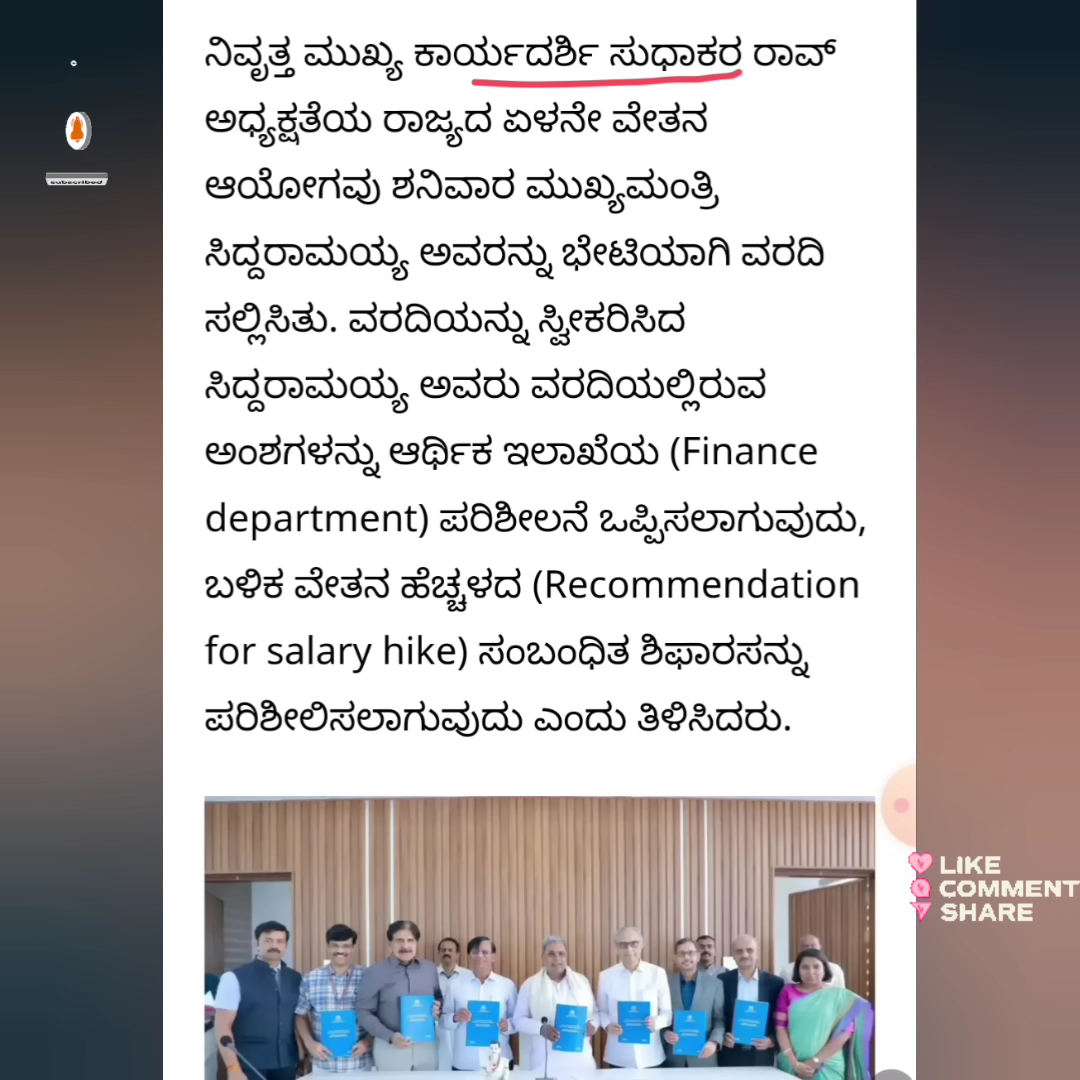 ನಿವೃತ್ತ ಮುಖ್ಯ ಕಾರ್ಯದರ್ಶಿ ಸುಧಾಕರ ರಾವ್
ಅಧ್ಯಕ್ಷತೆಯ ರಾಜ್ಯದ ಏಳನೇ ವೇತನ
ಆಯೋಗವು ಶನಿವಾರ ಮುಖ್ಯಮಂತ್ರಿ
ಸಿದ್ದರಾಮಯ್ಯ ಅವರನ್ನು ಭೇಟಿಯಾಗಿ ವರದಿ
ಸಲ್ಲಿಸಿತು. ವರದಿಯನ್ನು ಸ್ವೀಕರಿಸಿದ
ಸಿದ್ದರಾಮಯ್ಯ ಅವರು ವರದಿಯಲ್ಲಿರುವ
ಅಂಶಗಳನ್ನು ಆರ್ಥಿಕ ಇಲಾಖೆಯ (Finance
department) ಪರಿಶೀಲನೆ ಒಪ್ಪಿಸಲಾಗುವುದು,
ಬಳಿಕ ವೇತನ ಹೆಚ್ಚಳದ (Recommendation
for salary hike) ಸಂಬಂಧಿತ ಶಿಫಾರಸನ್ನು
ಪರಿಶೀಲಿಸಲಾಗುವುದು ಎಂದು ತಿಳಿಸಿದರು.
subscribed
LIKE
COMMENT
SHARE